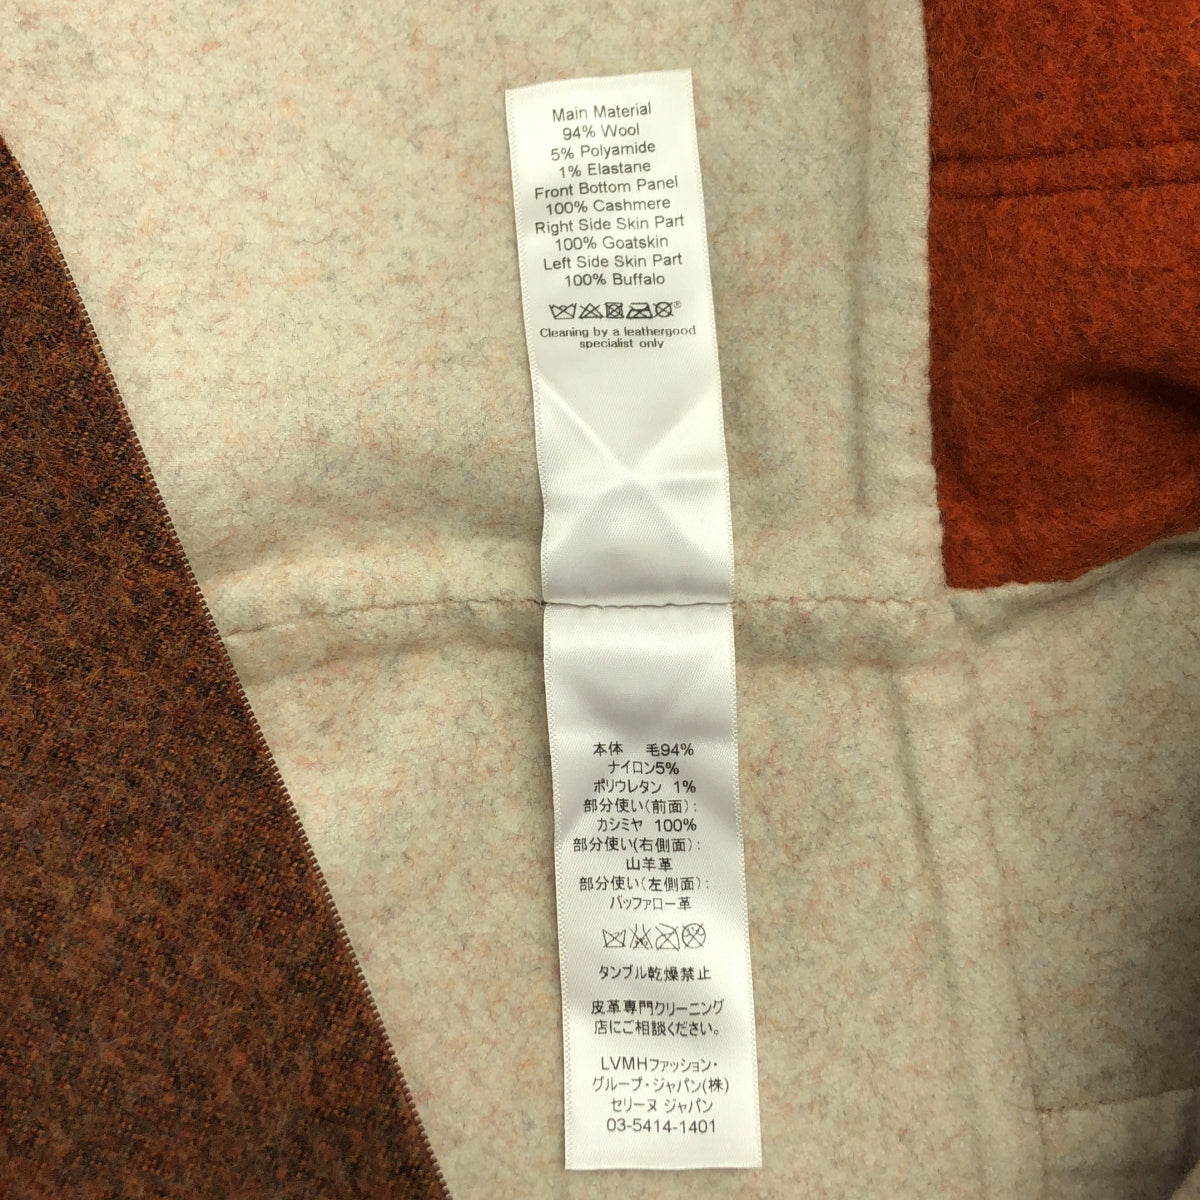 Main Material
94% Wool
5% Polyamide
1% Elastane
Front Bottom Panel
100% Cashmere
Right Side Skin Part
100% Goatskin
Left Side Skin Part
100% Buffalo
Cleaning by a leathergood
specialist only
本体 毛94%
ナイロン5%
ポリウレタン 1%
部分使い(前面):
カシミヤ 100%
部分使い(右側面):
山羊革
部分使い(左側面):
バッファロー革
タンブル乾燥禁止
皮革専門クリーニング
店にご相談ください。
LVMHファッション・
グループ・ジャパン(株)
セリーヌ ジャパン
03-5414-1401